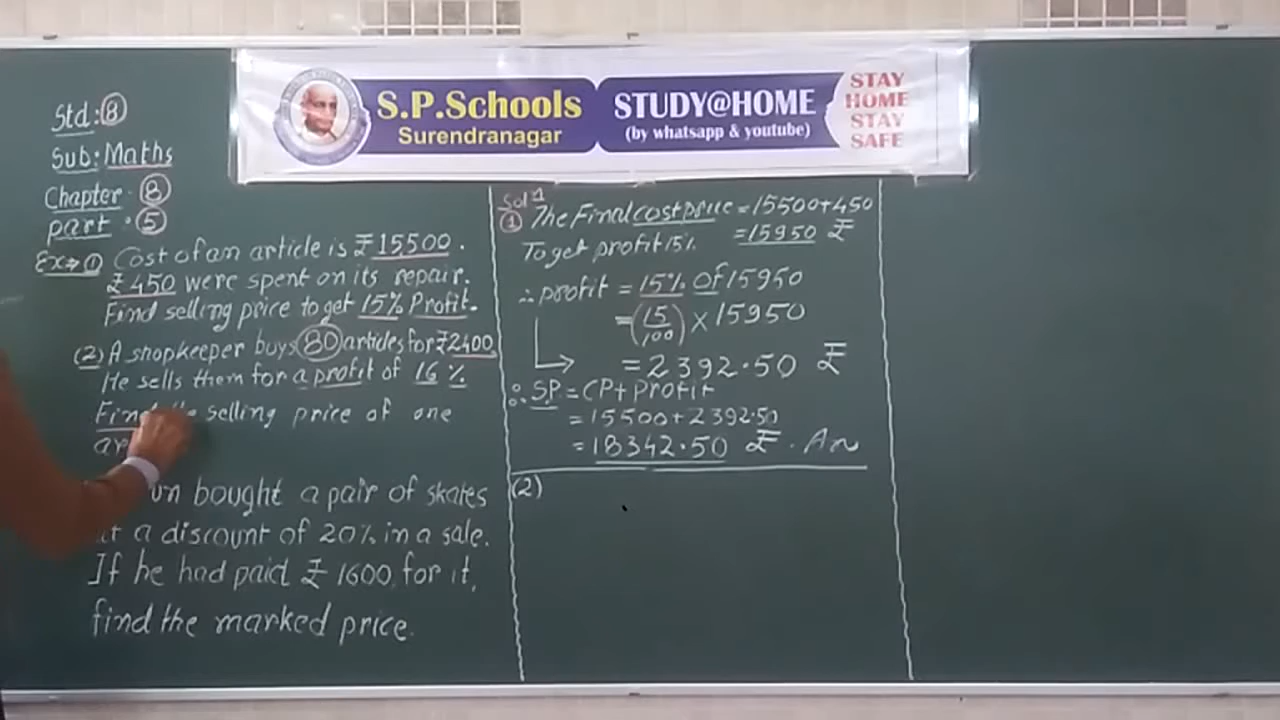 S.P.Schools
Surendranagar
STUDY@HOME
(by whatsapp & youtube)
STAY
HOME
STAY
SAFE
Std:8
Sub:Maths
Chapter-8
part:5
Ex→1 Cost of an article is ₹15,500.
₹450 were spent on its repair.
Find selling price to get 15% Profit.
(2) A shopkeeper buys 80 articles for ₹2400
He sells them for a profit of 16%.
Find selling price of one
bought a pair of skates
a discount of 20% in a sale.
If he had paid ₹1600 for it,
find the marked price.
Sol
① The Final cost price = 15500+450
= 15950 ₹
To get profit 15%
∴ profit = 15% Of 15950
= (15/100) × 15950
= 2392.50 ₹
∴ SP = CP + Profit
= 15500+2392.50
= 18342.50 ₹. An
(2)